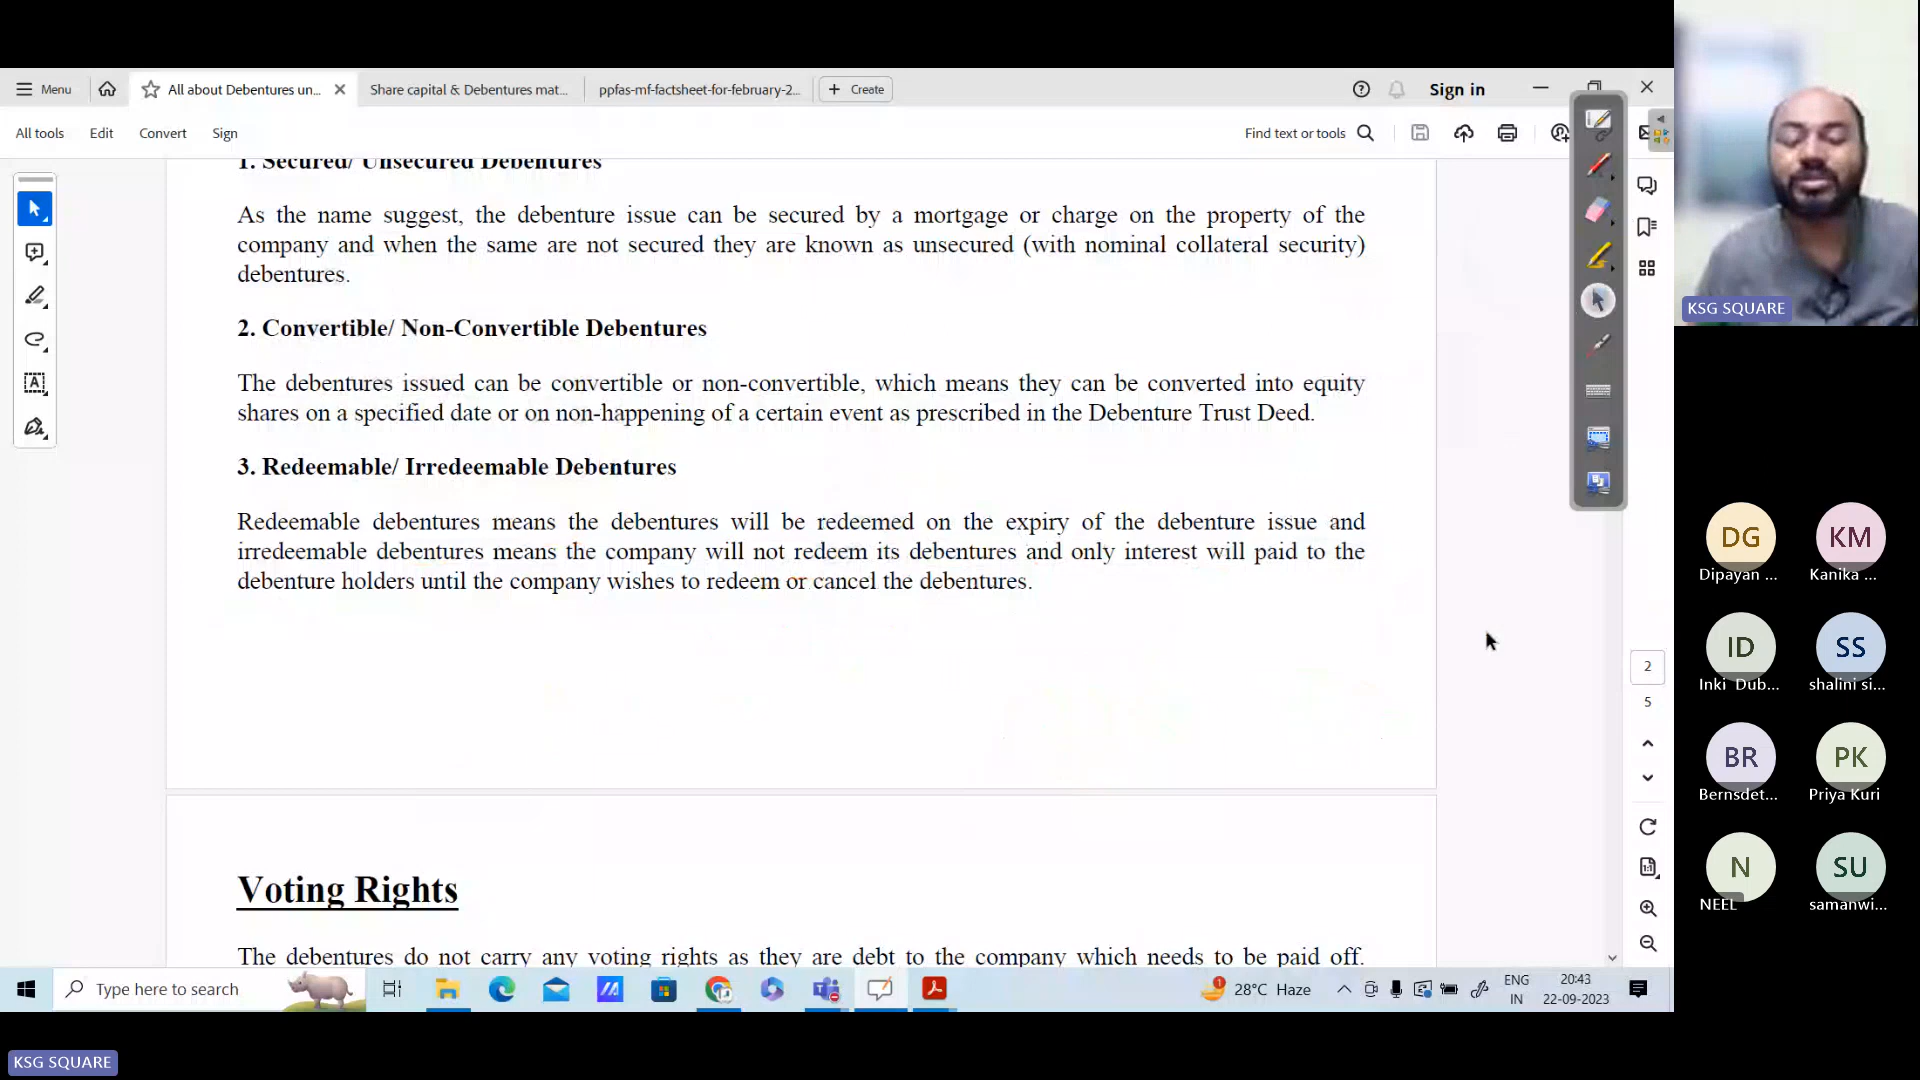 Menu
All about Debentures un...
Share capital & Debentures mat...
ppfas-mf-factsheet-for-february-2...
+ Create
Sign in
All tools
Edit
Convert
Sign
Find text or tools
1. Secured/ Unsecured Debentures
As the name suggest, the debenture issue can be secured by a mortgage or charge on the property of the
company and when the same are not secured they are known as unsecured (with nominal collateral security)
debentures.
2. Convertible/ Non-Convertible Debentures
The debentures issued can be convertible or non-convertible, which means they can be converted into equity
shares on a specified date or on non-happening of a certain event as prescribed in the Debenture Trust Deed.
3. Redeemable/ Irredeemable Debentures
Redeemable debentures means the debentures will be redeemed on the expiry of the debenture issue and
irredeemable debentures means the company will not redeem its debentures and only interest will paid to the
debenture holders until the company wishes to redeem or cancel the debentures.
Voting Rights
The debentures do not carry any voting rights as they are debt to the company which needs to be paid off.
2
5
KSG SQUARE
DG
Dipayan ...
KM
Kanika ...
ID
Inki Dub...
SS
shalini si...
BR
Bernsdet...
PK
Priya Kuri
N
NEEL
SU
samanwi...
Type here to search
1
28°C Haze
ENG
IN
20:43
22-09-2023
KSG SQUARE